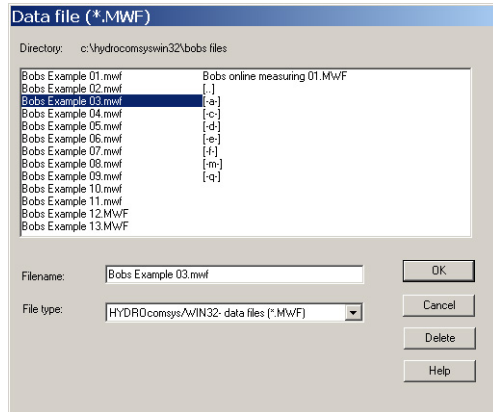 Data file (*.MWF)
Directory: c:\hydrocomsyswin32\bobs files
Bobs Example 01.mwf
Bobs Example 02.mwf
Bobs Example 03.mwf
Bobs Example 04.mwf
Bobs Example 05.mwf
Bobs Example 06.mwf
Bobs Example 07.mwf
Bobs Example 08.mwf
Bobs Example 09.mwf
Bobs Example 10.mwf
Bobs Example 11.mwf
Bobs Example 12.MWF
Bobs Example 13.MWF
Bobs online measuring 01.MWF
[..]
[-a-]
[-c-]
[-d-]
[-e-]
[-f-]
[-m-]
[-q-]
Filename: Bobs Example 03.mwf
File type: HYDROcomsys/WIN32- data files (*.MWF)
OK
Cancel
Delete
Help